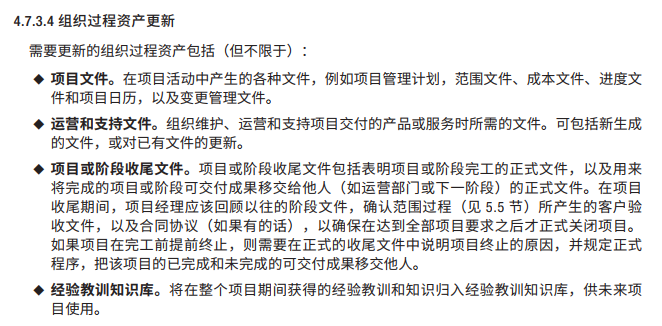 4.7.3.4 组织过程资产更新
需要更新的组织过程资产包括（但不限于）：
◆ 项目文件。在项目活动中产生的各种文件，例如项目管理计划，范围文件、成本文件、进度文
件和项目日历，以及变更管理文件。
◆ 运营和支持文件。组织维护、运营和支持项目交付的产品或服务时所需的文件。可包括新生成
的文件，或对已有文件的更新。
◆ 项目或阶段收尾文件。项目或阶段收尾文件包括表明项目或阶段完工的正式文件，以及用来
将完成的项目或阶段可交付成果移交给他人（如运营部门或下一阶段）的正式文件。在项目
收尾期间，项目经理应该回顾以往的阶段文件，确认范围过程（见 5.5 节）所产生的客户验
收文件，以及合同协议（如果有的话），以确保在达到全部项目要求之后才正式关闭项目。
如果项目在完工前提前终止，则需要在正式的收尾文件中说明项目终止的原因，并规定正式
程序，把该项目的已完成和未完成的可交付成果移交他人。
◆ 经验教训知识库。将在整个项目期间获得的经验教训和知识归入经验教训知识库，供未来项
目使用。